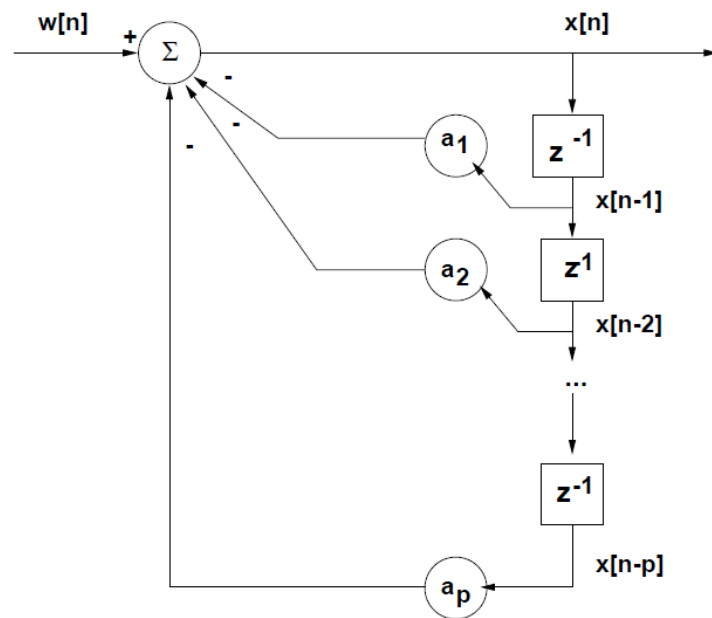 w[n] x[n]
+ Σ
-
a1 z-1
-
-
x[n-1]
a2 z1
x[n-2]
...
z-1
x[n-p]
ap